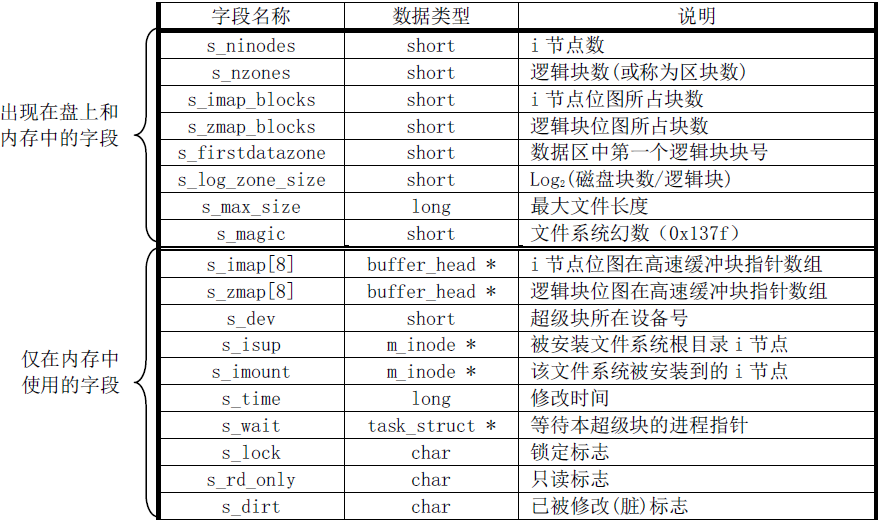 字段名称 数据类型 说明
s_ninodes short i 节点数
s_nzones short 逻辑块数(或称为区块数)
s_imap_blocks short i 节点位图所占块数
s_zmap_blocks short 逻辑块位图所占块数
s_firstdatazone short 数据区中第一个逻辑块块号
s_log_zone_size short Log₂(磁盘块数/逻辑块)
s_max_size long 最大文件长度
s_magic short 文件系统幻数（0x137f）
出现在盘上和
内存中的字段
s_imap[8] buffer_head * i 节点位图在高速缓冲块指针数组
s_zmap[8] buffer_head * 逻辑块位图在高速缓冲块指针数组
s_dev short 超级块所在设备号
s_isup m_inode * 被安装文件系统根目录 i 节点
s_imount m_inode * 该文件系统被安装到的 i 节点
s_time long 修改时间
s_wait task_struct * 等待本超级块的进程指针
s_lock char 锁定标志
s_rd_only char 只读标志
s_dirt char 已被修改(脏)标志
仅在内存中
使用的字段